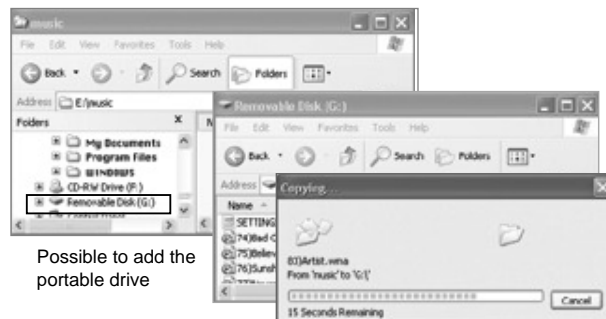 music
File Edit View Favorites Tools Help
Back Search Folders
Address E:\music
Folders X N
My Documents
Program Files
WINDOWS
CD-RW Drive (F:)
Removable Disk (G:)
Possible to add the
portable drive
Removable Disk (G:)
File Edit View Favorites Tools Help
Back Search Folders
Address
Name
SETTING
74)Bad C
75)Believ
76)Sunsh
Copying...
83)Artist.wma
From 'music' to 'G:\'
15 Seconds Remaining
Cancel